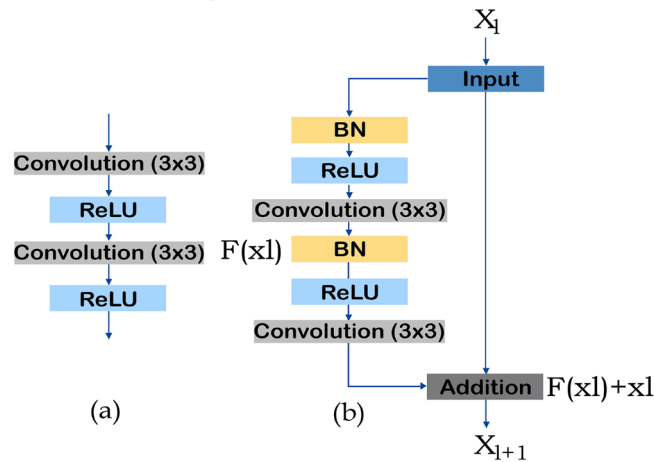 Convolution (3x3)
ReLU
Convolution (3x3)
ReLU
(a)
Xl
Input
BN
ReLU
Convolution (3x3)
F(xl)
BN
ReLU
Convolution (3x3)
Addition
F(xl)+xl
(b)
Xl+1